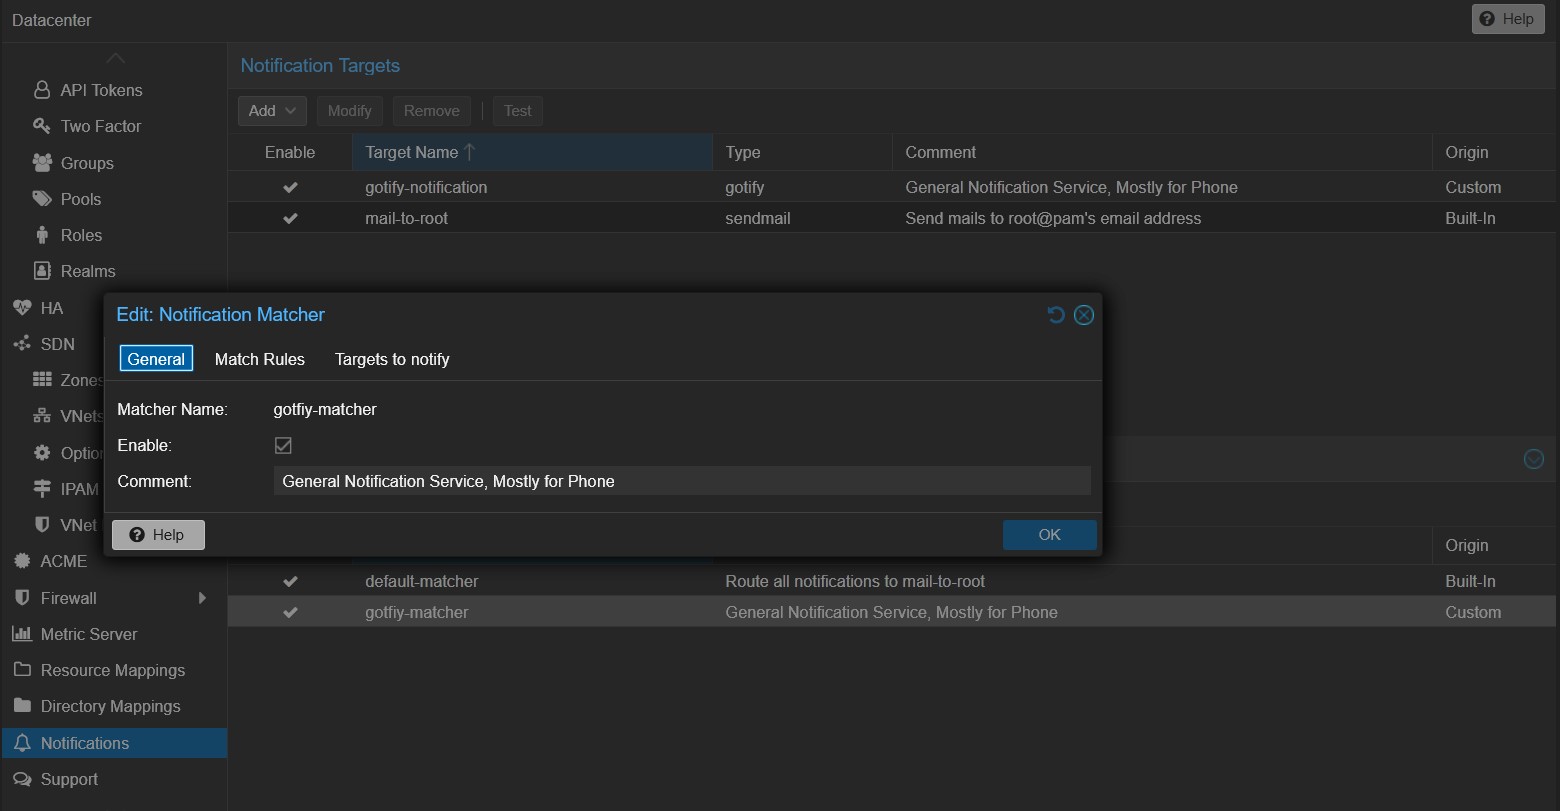 Datacenter
Help
API Tokens
Two Factor
Groups
Pools
Roles
Realms
HA
SDN
Zones
VNets
Option
IPAM
VNet
ACME
Firewall
Metric Server
Resource Mappings
Directory Mappings
Notifications
Support
Notification Targets
Add Modify Remove Test
Enable Target Name Type Comment Origin
gotify-notification gotify General Notification Service, Mostly for Phone Custom
mail-to-root sendmail Send mails to root@pam's email address Built-In
Edit: Notification Matcher
General Match Rules Targets to notify
Matcher Name: gotfiy-matcher
Enable:
Comment: General Notification Service, Mostly for Phone
Help OK
Origin
default-matcher Route all notifications to mail-to-root Built-In
gotfiy-matcher General Notification Service, Mostly for Phone Custom